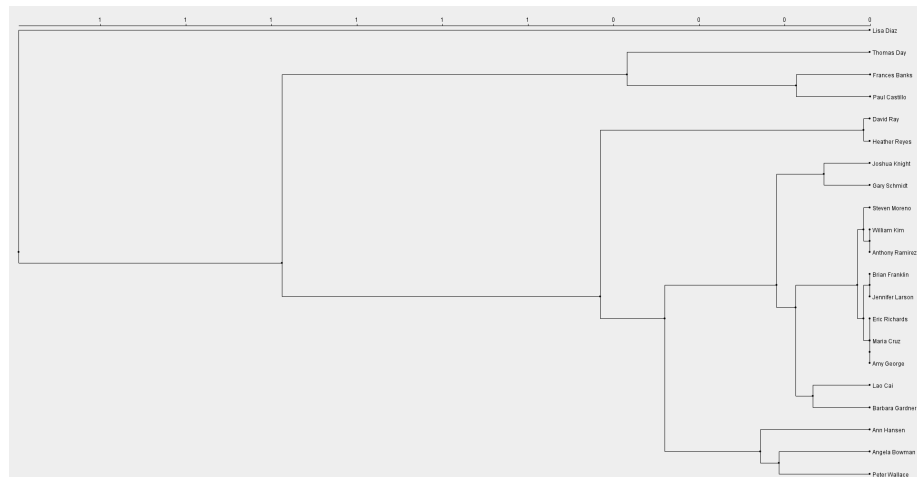 1 1 1 1 1 1 0 0 0 0
Lisa Diaz
Thomas Day
Frances Banks
Paul Castillo
David Ray
Heather Reyes
Joshua Knight
Gary Schmidt
Steven Moreno
William Kim
Anthony Ramirez
Brian Franklin
Jennifer Larson
Eric Richards
Maria Cruz
Amy George
Lao Cai
Barbara Gardner
Ann Hansen
Angela Bowman
Peter Wallace